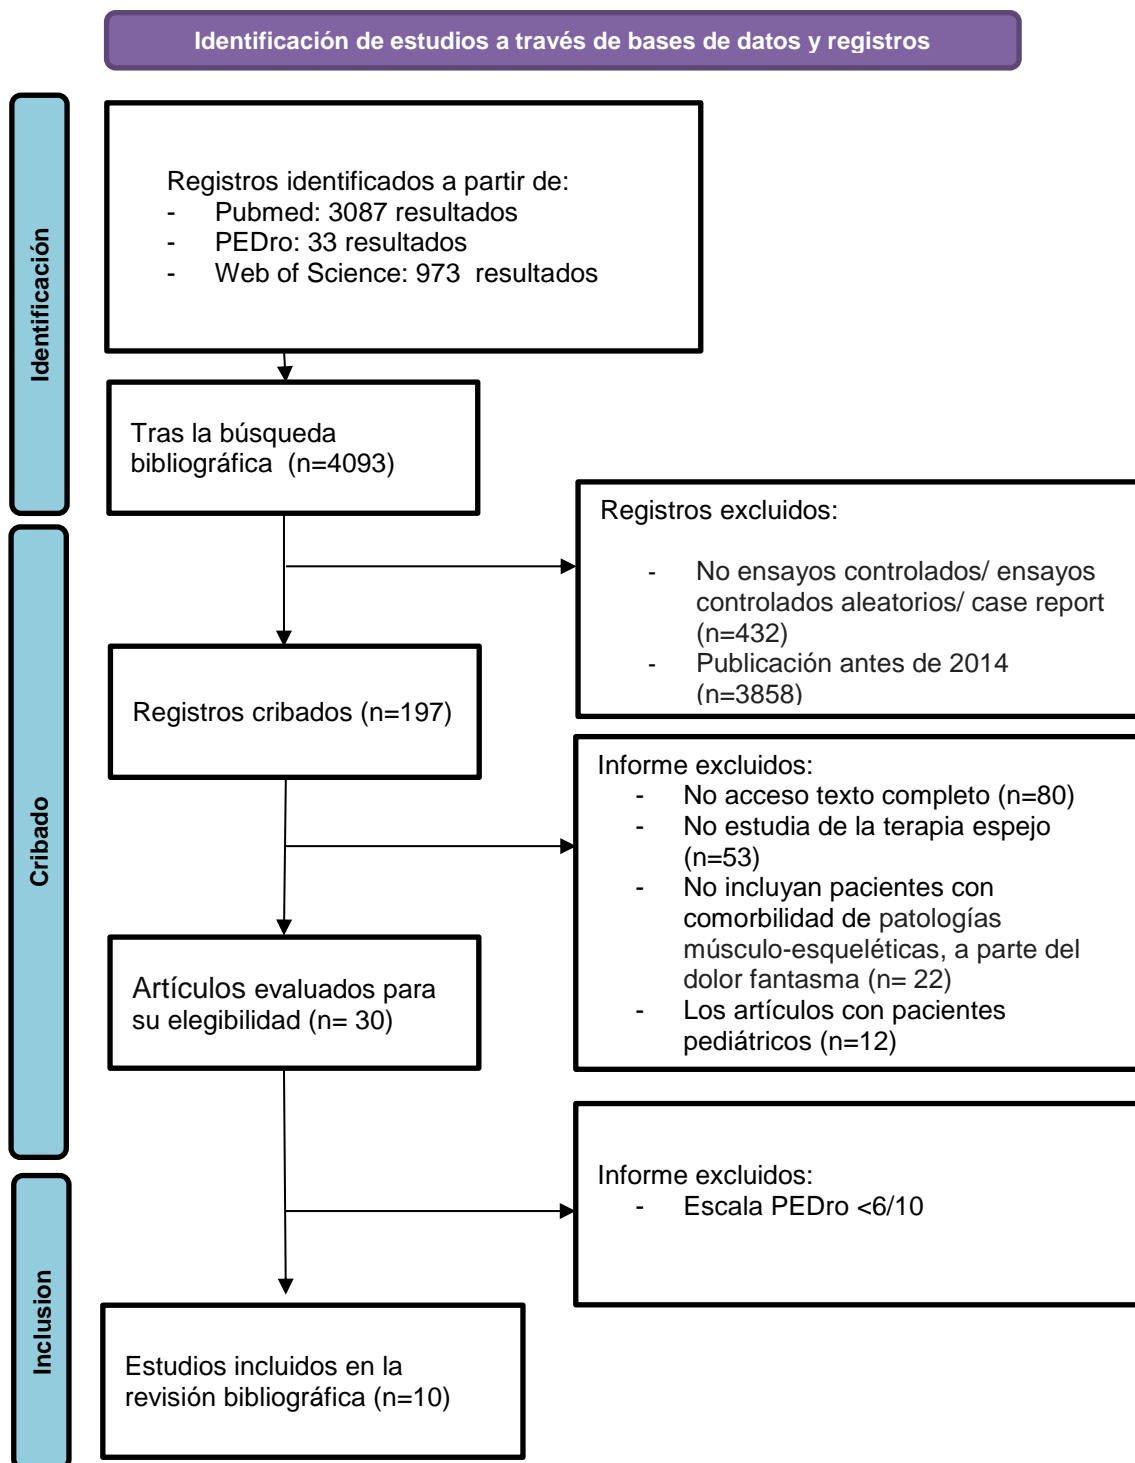 Identificación de estudios a través de bases de datos y registros
Identificación
Registros identificados a partir de:
- Pubmed: 3087 resultados
- PEDro: 33 resultados
- Web of Science: 973 resultados
Tras la búsqueda
bibliográfica (n=4093)
Registros excluidos:
- No ensayos controlados/ ensayos
controlados aleatorios/ case report
(n=432)
- Publicación antes de 2014
(n=3858)
Cribado
Registros cribados (n=197)
Informe excluidos:
- No acceso texto completo (n=80)
- No estudia de la terapia espejo
(n=53)
- No incluyan pacientes con
comorbilidad de patologías
músculo-esqueléticas, a parte del
dolor fantasma (n= 22)
- Los artículos con pacientes
pediátricos (n=12)
Artículos evaluados para
su elegibilidad (n= 30)
Informe excluidos:
- Escala PEDro <6/10
Inclusion
Estudios incluidos en la
revisión bibliográfica (n=10)